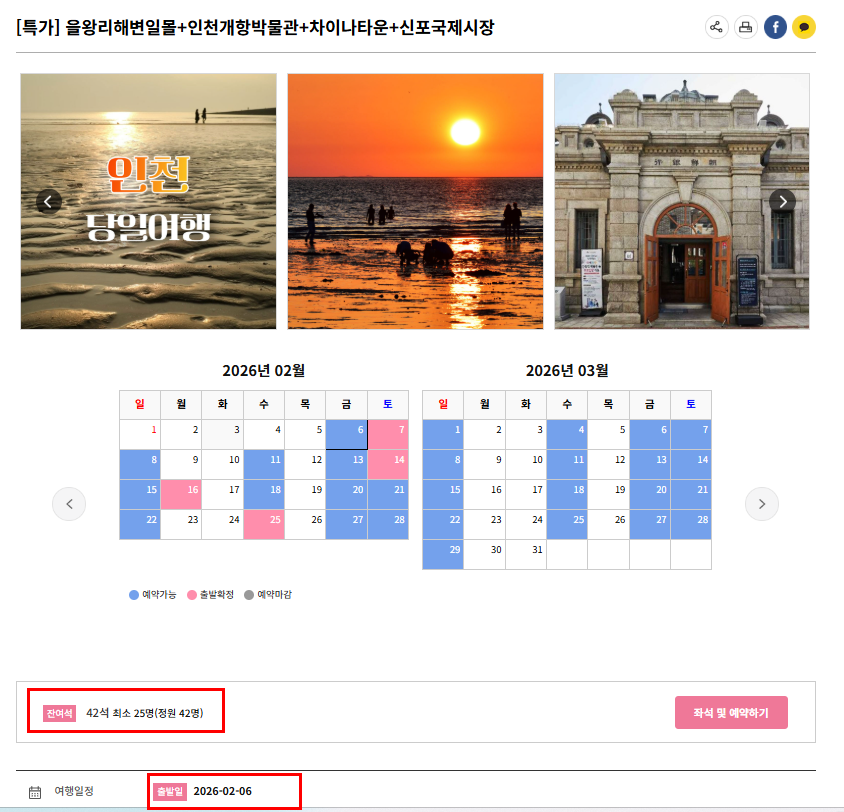 [특가] 을왕리해변일몰+인천개항박물관+차이나타운+신포국제시장
인천
당일여행
2026년 02월
일 월 화 수 목 금 토
1 2 3 4 5 6 7
8 9 10 11 12 13 14
15 16 17 18 19 20 21
22 23 24 25 26 27 28
2026년 03월
일 월 화 수 목 금 토
1 2 3 4 5 6 7
8 9 10 11 12 13 14
15 16 17 18 19 20 21
22 23 24 25 26 27 28
29 30 31
예약가능 출발확정 예약마감
잔여석 42석 최소 25명(정원 42명)
좌석 및 예약하기
여행일정 출발일 2026-02-06